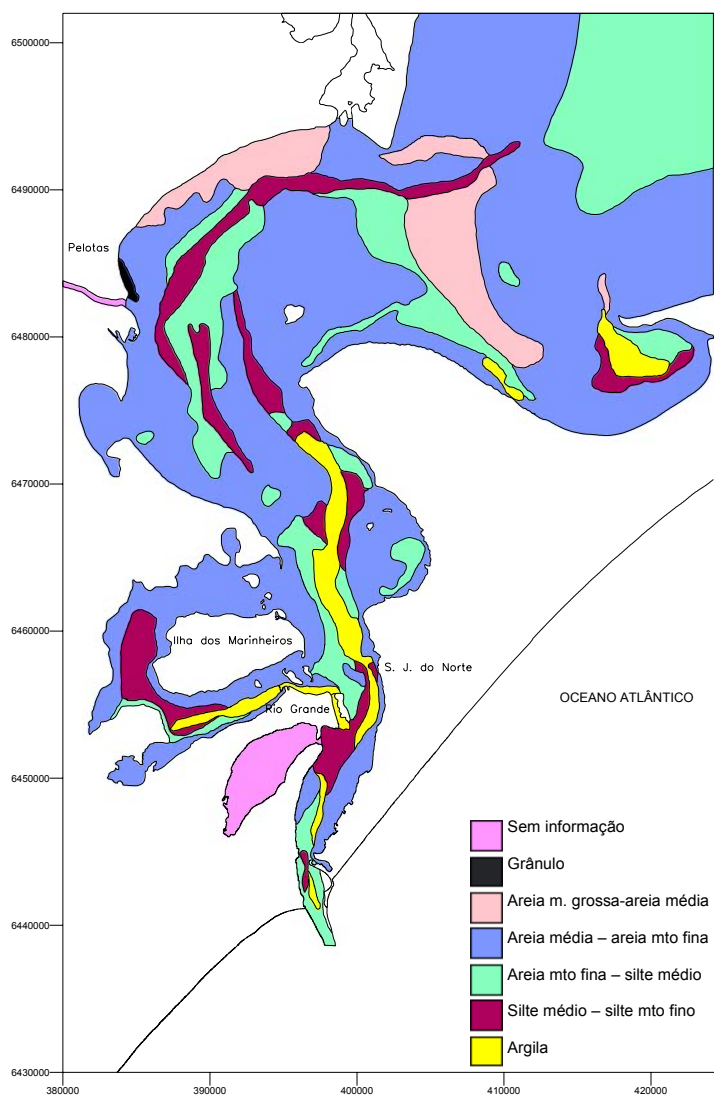 6500000
6490000
Pelotas
6480000
6470000
6460000
Ilha dos Marinheiros
S. J. do Norte
OCEANO ATLÂNTICO
Rio Grande
6450000
Sem informação
Grânulo
Areia m. grossa-areia média
6440000
Areia média – areia mto fina
Areia mto fina – silte médio
Silte médio – silte mto fino
Argila
6430000
380000 390000 400000 410000 420000